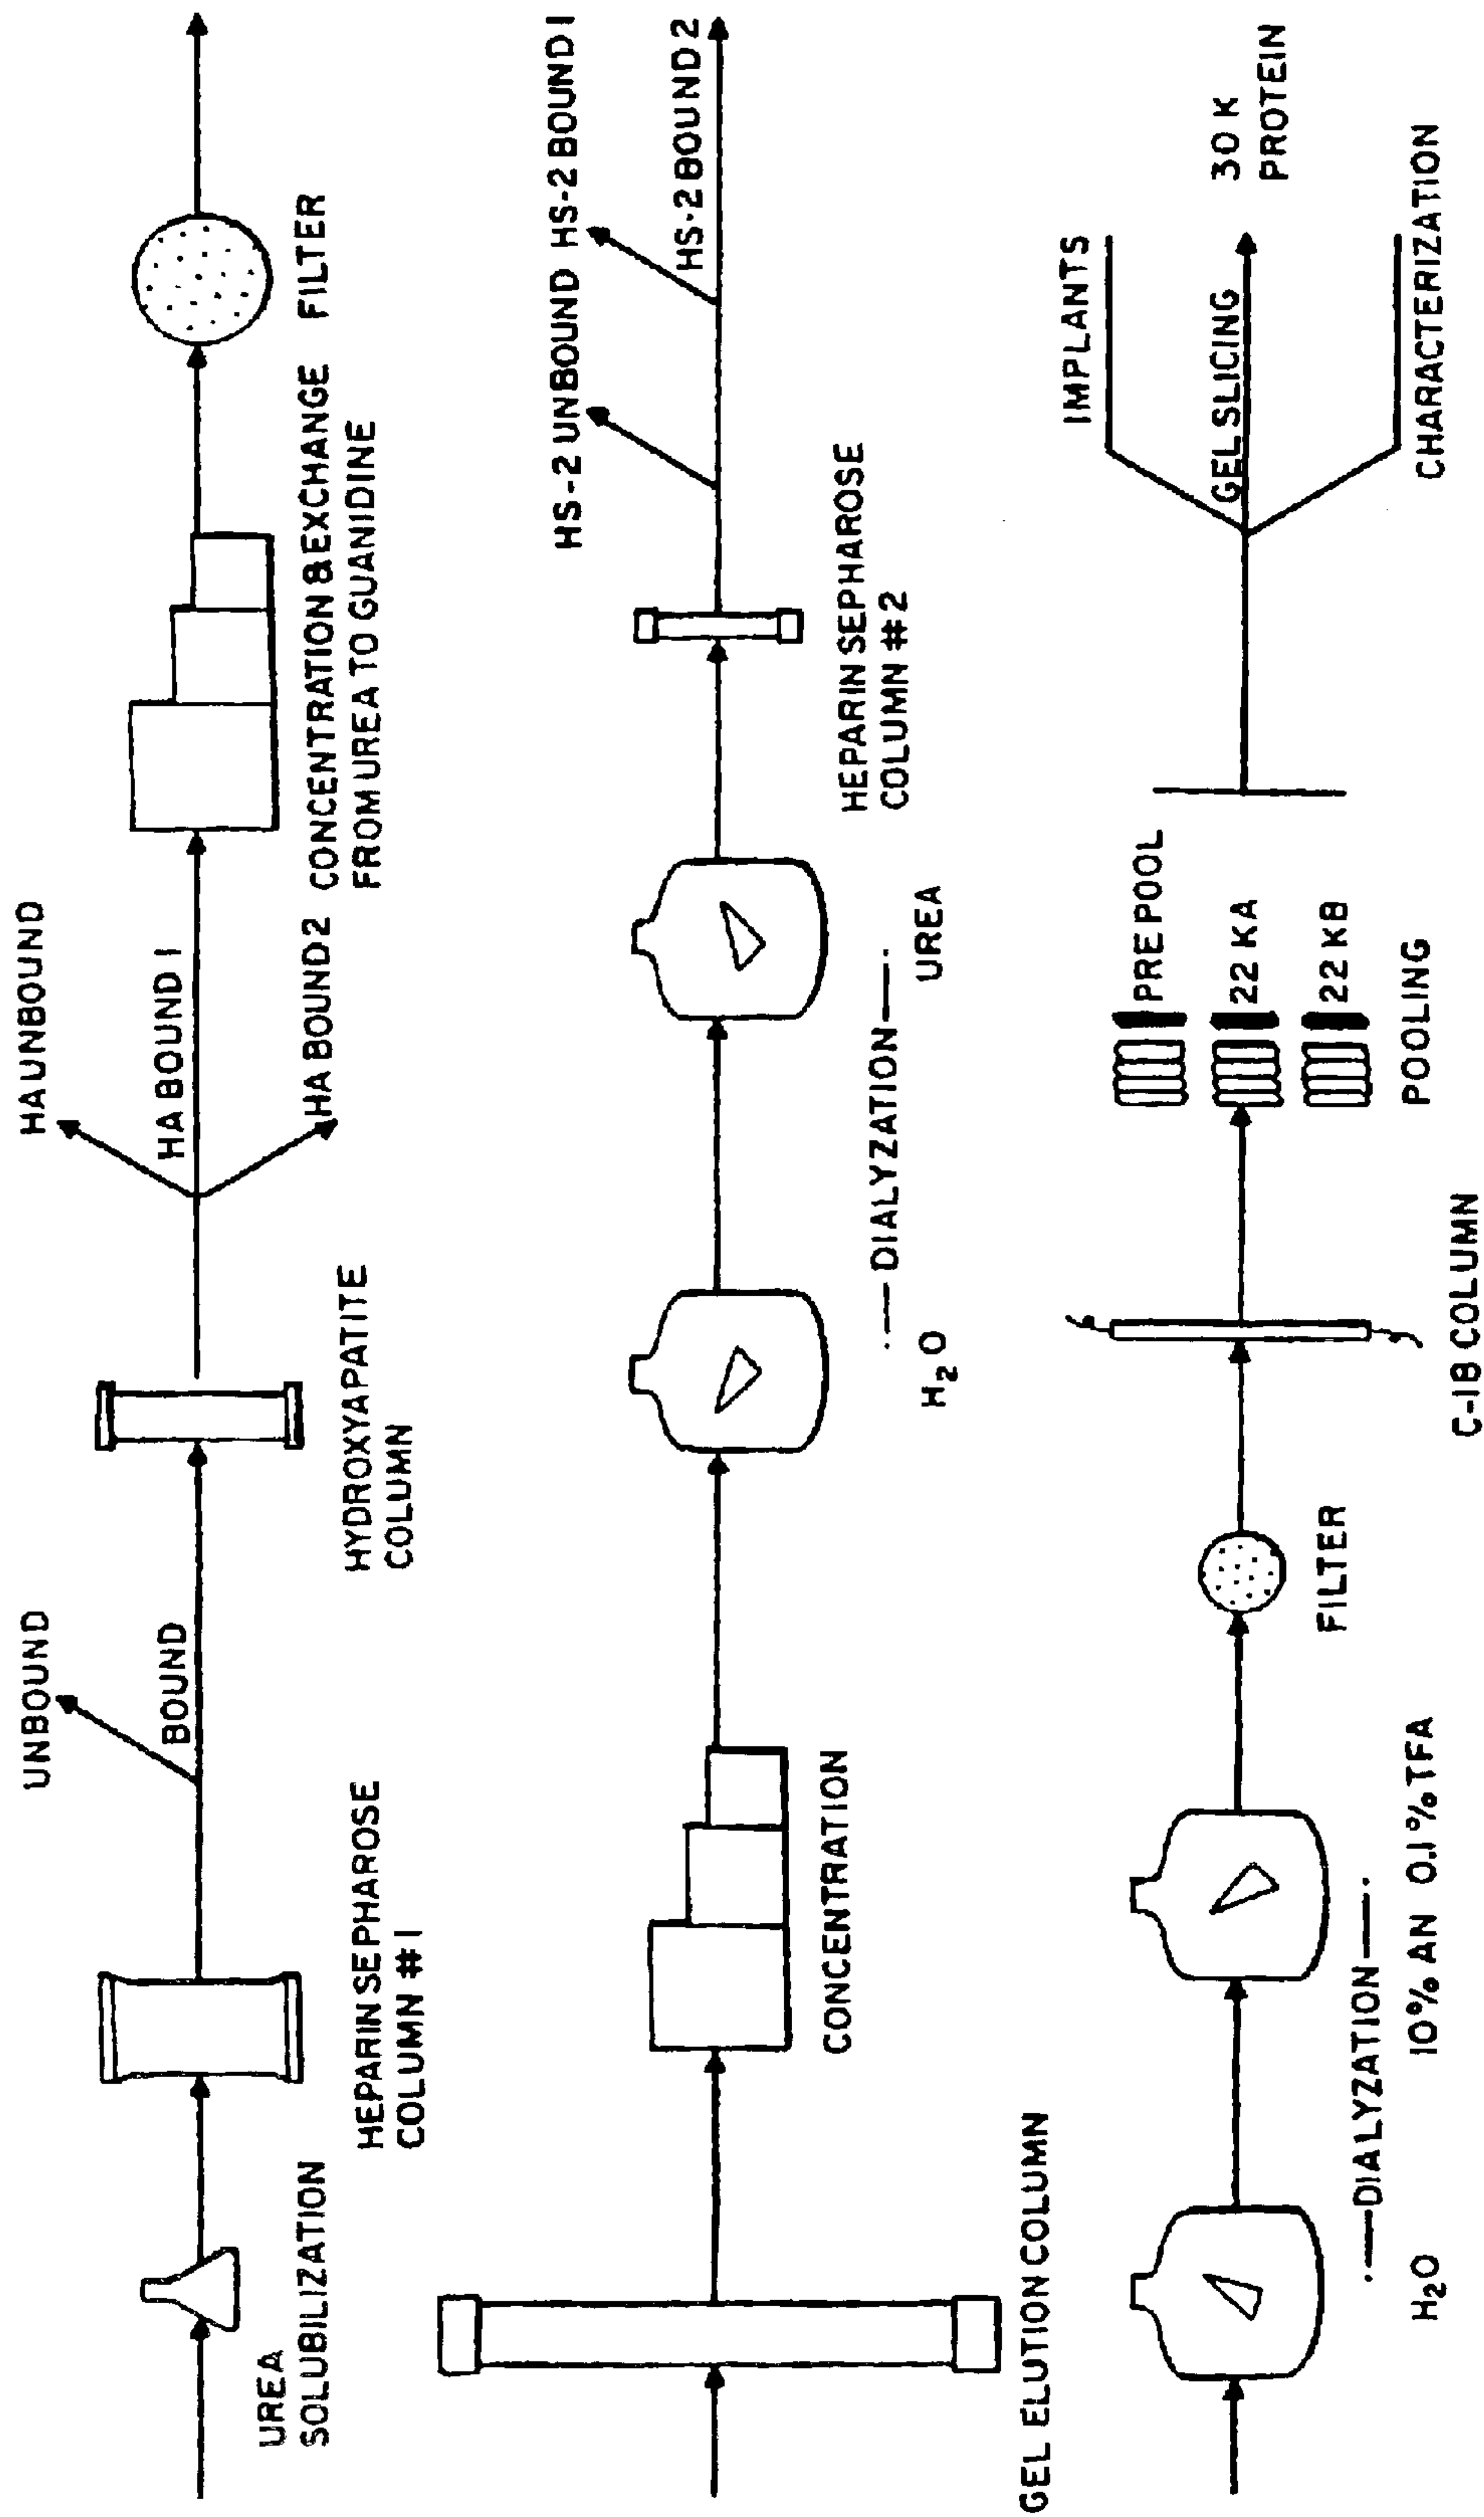 UREA
SOLUBILIZATION
HEPARIN SEPHAROSE
COLUMN #1
UNBOUND
BOUND
HYDROXYAPATITE
COLUMN
HA UNBOUND
HA BOUND 1
HA BOUND 2
CONCENTRATION & EXCHANGE
FROM UREA TO GUANIDINE
FILTER
GEL ELUTION COLUMN
CONCENTRATION
DIALYZATION
H2O
UREA
HEPARIN SEPHAROSE
COLUMN #2
HS-2 UNBOUND
HS-2 BOUND 1
HS-2 BOUND 2
DIALYZATION
H2O
10% AN 0.1% TFA
FILTER
C-18 COLUMN
PREPOOL
22 KA
22 KB
POOLING
IMPLANTS
GEL SLICING
30 K
PROTEIN
CHARACTERIZATION